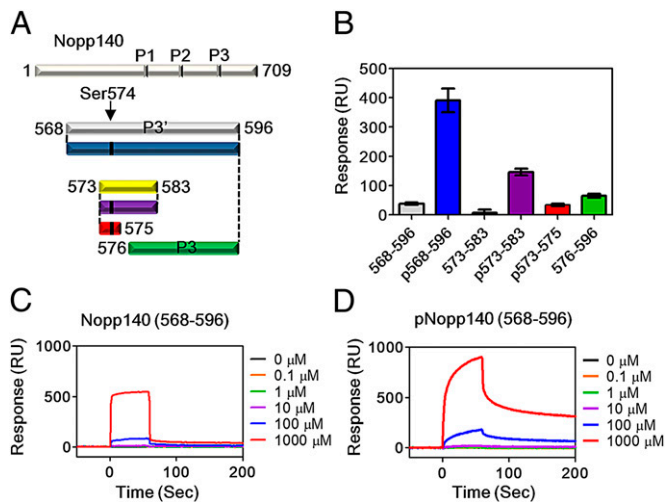 A
Nopp140
P1 P2 P3
1 709
Ser574
568 P3' 596
573 583
575
576 P3
B
Response (RU)
500
400
300
200
100
0
568-596
p568-596
573-583
p573-583
p573-575
576-596
C
Nopp140 (568-596)
Response (RU)
1000
500
0
0 100 200
Time (Sec)
0 μM
0.1 μM
1 μM
10 μM
100 μM
1000 μM
D
pNopp140 (568-596)
Response (RU)
1000
500
0
0 100 200
Time (Sec)
0 μM
0.1 μM
1 μM
10 μM
100 μM
1000 μM